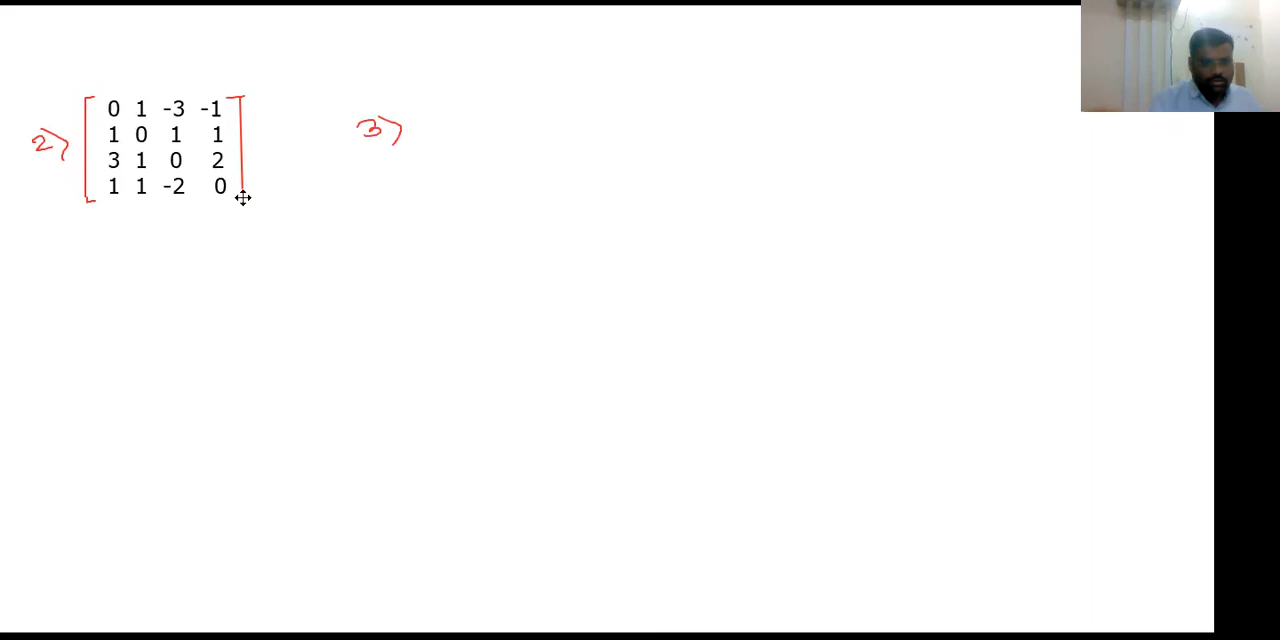 2) 0 1 -3 -1
1 0 1 1
3 1 0 2
1 1 -2 0
3)